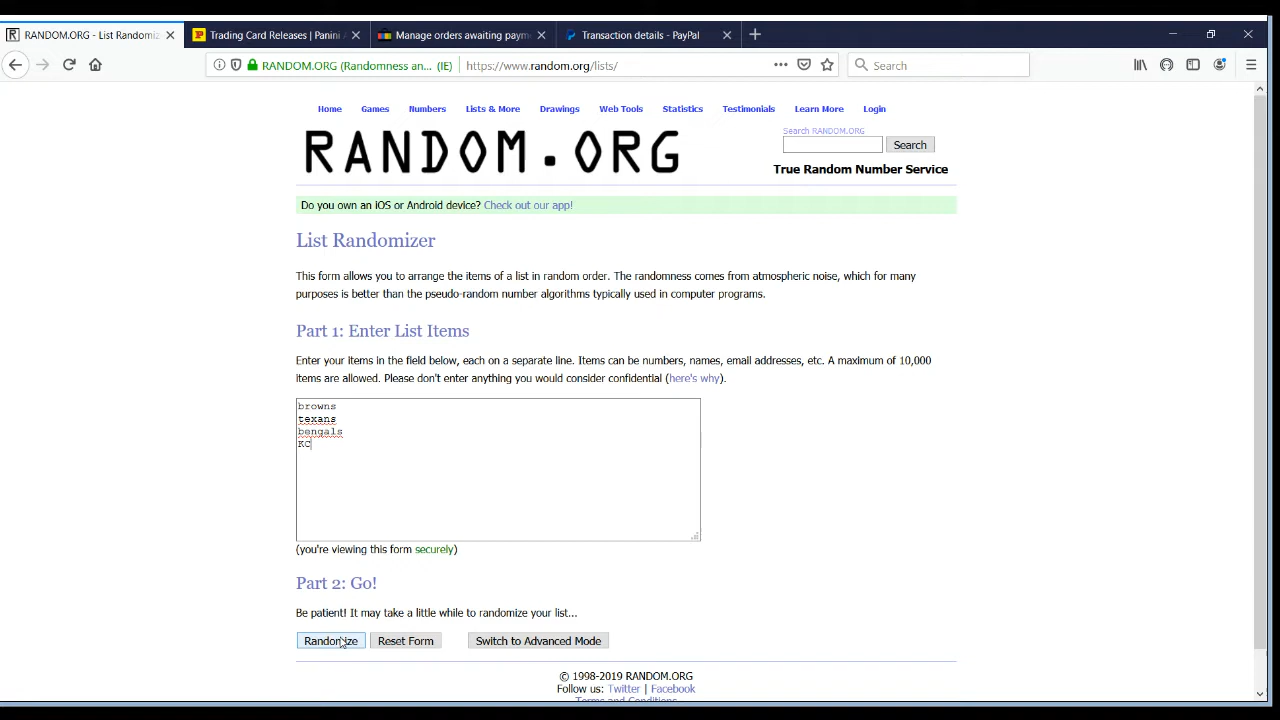 RANDOM.ORG - List Randomiz
Trading Card Releases | Panini A
Manage orders awaiting paym
Transaction details - PayPal
RANDOM.ORG (Randomness an... (IE)
https://www.random.org/lists/
Search
Home Games Numbers Lists & More Drawings Web Tools Statistics Testimonials Learn More Login
RANDOM.ORG
Search RANDOM.ORG
Search
True Random Number Service
Do you own an iOS or Android device? Check out our app!
List Randomizer
This form allows you to arrange the items of a list in random order. The randomness comes from atmospheric noise, which for many
purposes is better than the pseudo-random number algorithms typically used in computer programs.
Part 1: Enter List Items
Enter your items in the field below, each on a separate line. Items can be numbers, names, email addresses, etc. A maximum of 10,000
items are allowed. Please don't enter anything you would consider confidential (here's why).
browns
texans
bengals
KC
(you're viewing this form securely)
Part 2: Go!
Be patient! It may take a little while to randomize your list...
Randomize Reset Form Switch to Advanced Mode
© 1998-2019 RANDOM.ORG
Follow us: Twitter | Facebook
Terms and Conditions